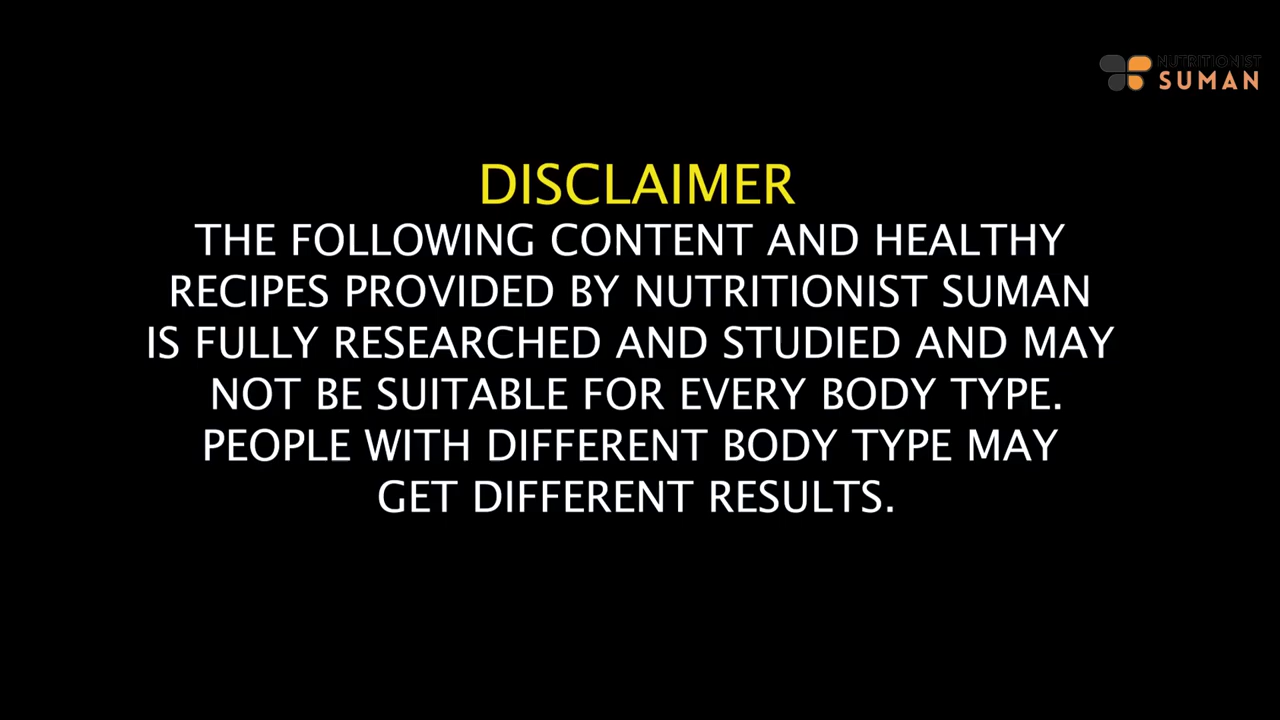 NUTRITIONIST
SUMAN
DISCLAIMER
THE FOLLOWING CONTENT AND HEALTHY
RECIPES PROVIDED BY NUTRITIONIST SUMAN
IS FULLY RESEARCHED AND STUDIED AND MAY
NOT BE SUITABLE FOR EVERY BODY TYPE.
PEOPLE WITH DIFFERENT BODY TYPE MAY
GET DIFFERENT RESULTS.